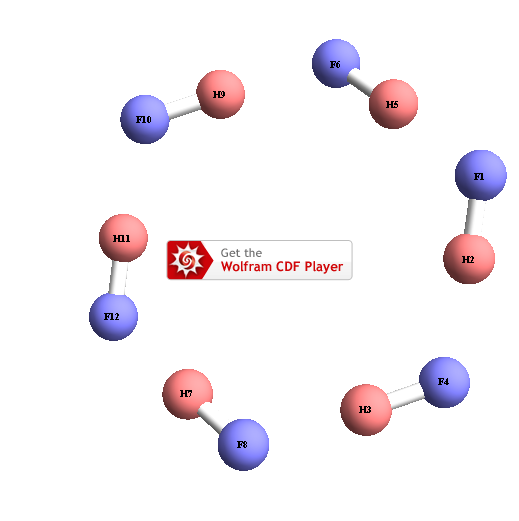 F6
H9
H5
F10
F1
H11
Get the
Wolfram CDF Player
H2
F12
F4
H7
H3
F8